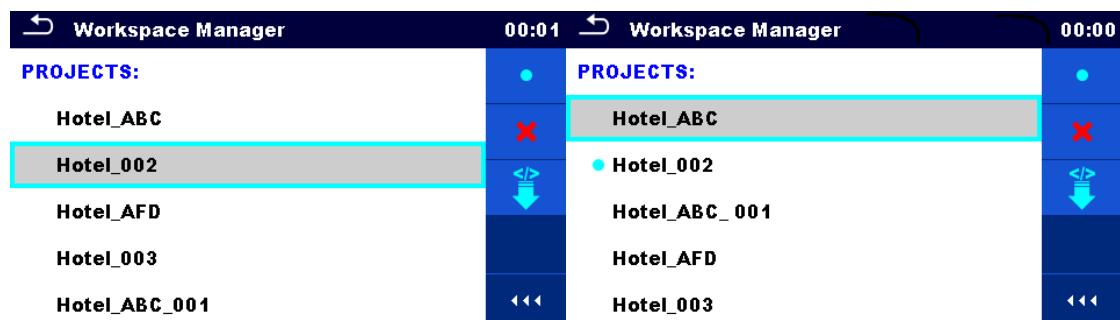 Workspace Manager 00:01
PROJECTS:
Hotel_ABC
Hotel_002
Hotel_AFD
Hotel_003
Hotel_ABC_001
Workspace Manager 00:00
PROJECTS:
Hotel_ABC
Hotel_002
Hotel_ABC_ 001
Hotel_AFD
Hotel_003